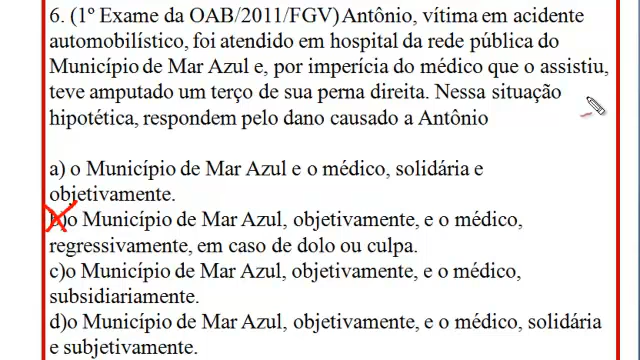 6. (1º Exame da OAB/2011/FGV) Antônio, vítima em acidente
automobilístico, foi atendido em hospital da rede pública do
Município de Mar Azul e, por imperícia do médico que o assistiu,
teve amputado um terço de sua perna direita. Nessa situação
hipotética, respondem pelo dano causado a Antônio
a) o Município de Mar Azul e o médico, solidária e
objetivamente.
b)o Município de Mar Azul, objetivamente, e o médico,
regressivamente, em caso de dolo ou culpa.
c)o Município de Mar Azul, objetivamente, e o médico,
subsidiariamente.
d)o Município de Mar Azul, objetivamente, e o médico, solidária
e subjetivamente.